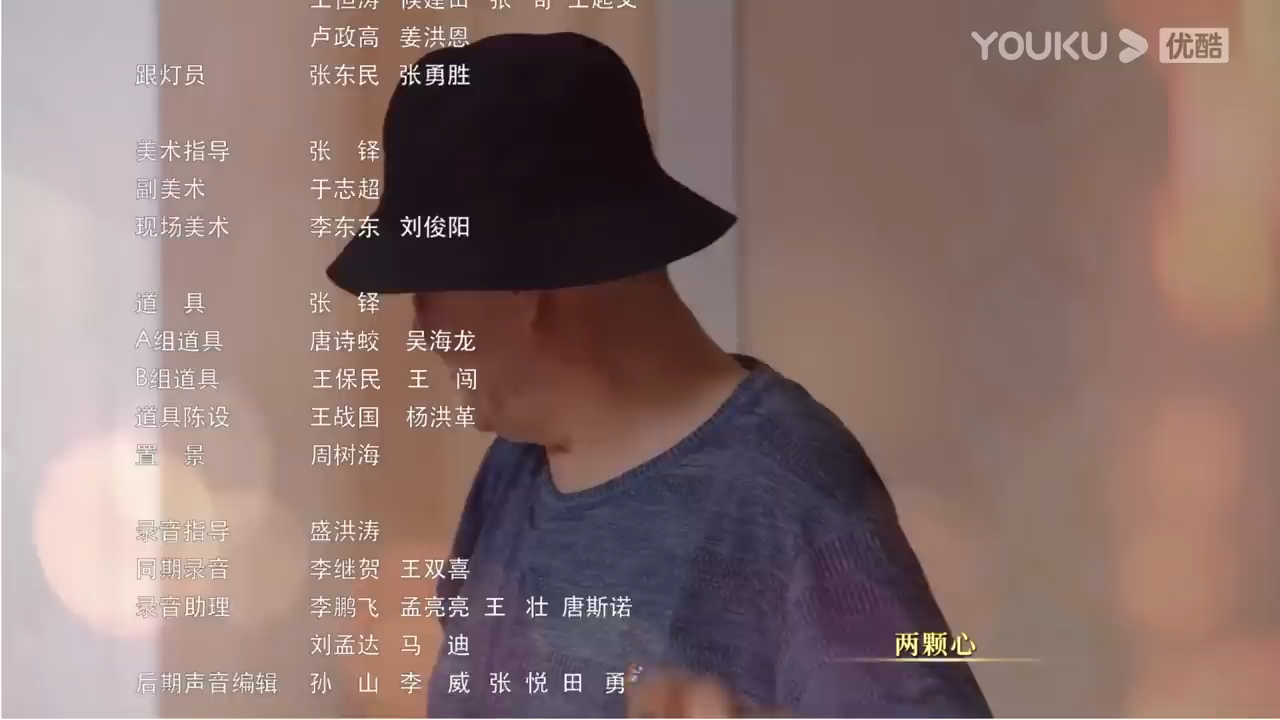 卢政高 姜洪恩
YOUKU 优酷
跟灯员 张东民 张勇胜
美术指导 张 铎
副美术 于志超
现场美术 李东东 刘俊阳
道 具 张 铎
A组道具 唐诗蛟 吴海龙
B组道具 王保民 王 闯
道具陈设 王战国 杨洪革
置 景 周树海
录音指导 盛洪涛
同期录音 李继贺 王双喜
录音助理 李鹏飞 孟亮亮 王 壮 唐斯诺
刘孟达 马 迪
两颗心
后期声音编辑 孙 山 李 威 张 悦 田 勇